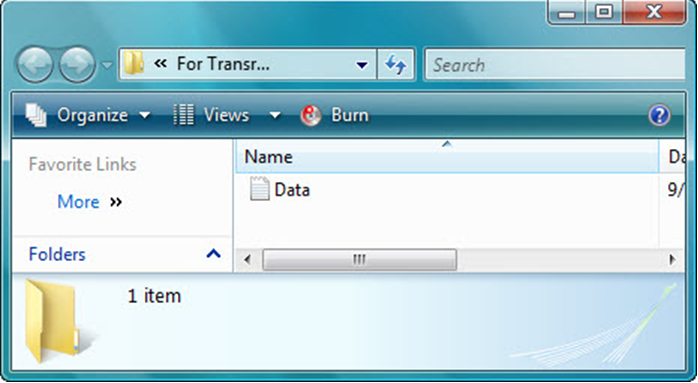 « For Transr...
Search
Organize
Views
Burn
Favorite Links
More »
Folders
Name
Da
Data
9/
1 item